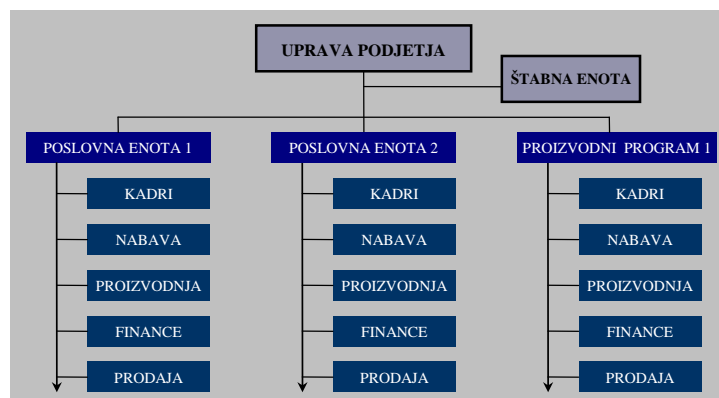 UPRAVA PODJETJA
ŠTABNA ENOTA
POSLOVNA ENOTA 1
POSLOVNA ENOTA 2
PROIZVODNI PROGRAM 1
KADRI
KADRI
KADRI
NABAVA
NABAVA
NABAVA
PROIZVODNJA
PROIZVODNJA
PROIZVODNJA
FINANCE
FINANCE
FINANCE
PRODAJA
PRODAJA
PRODAJA